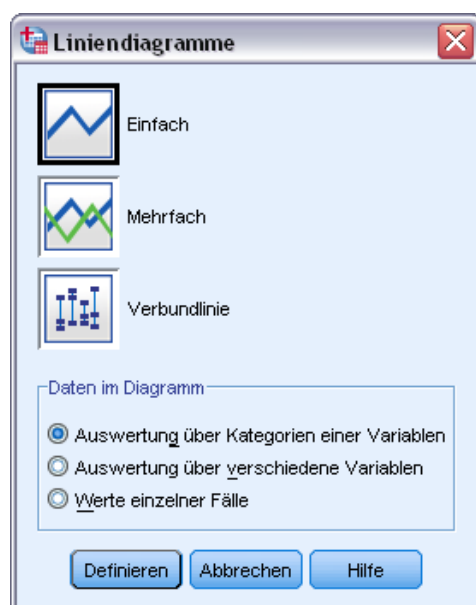 Liniendiagramme
Einfach
Mehrfach
Verbundlinie
Daten im Diagramm
Auswertung über Kategorien einer Variablen
Auswertung über verschiedene Variablen
Werte einzelner Fälle
Definieren Abbrechen Hilfe